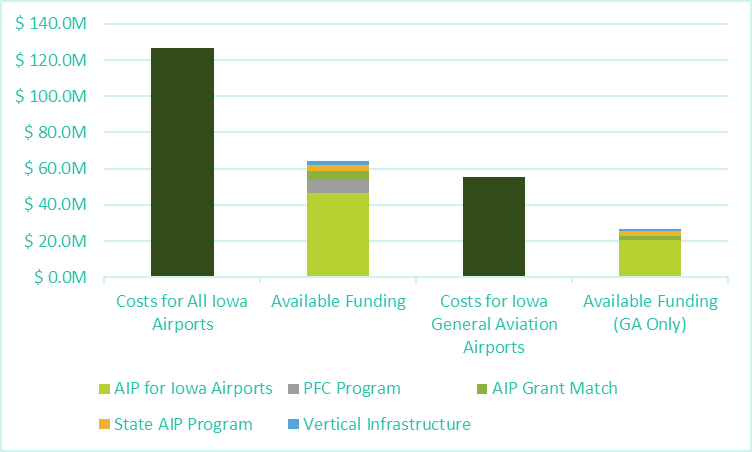 $ 140.0M
$ 120.0M
$ 100.0M
$ 80.0M
$ 60.0M
$ 40.0M
$ 20.0M
$ 0.0M
Costs for All Iowa
Airports
Available Funding
Costs for Iowa
General Aviation
Airports
Available Funding
(GA Only)
AIP for Iowa Airports
PFC Program
AIP Grant Match
State AIP Program
Vertical Infrastructure